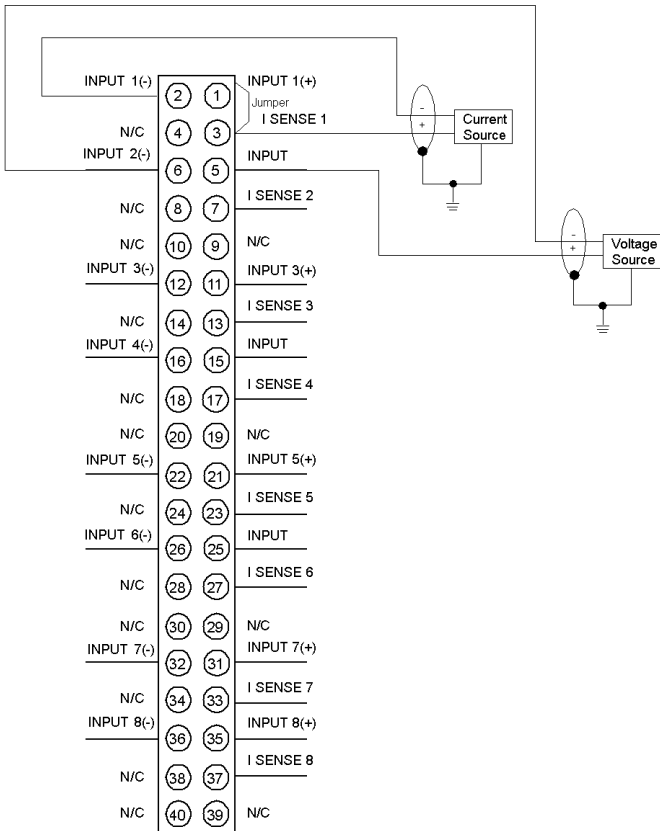 INPUT 1(-) 2 1 INPUT 1(+)
Jumper
N/C 4 3 I SENSE 1
- + Current Source
INPUT 2(-) 6 5 INPUT
N/C 8 7 I SENSE 2
- + Voltage Source
N/C 10 9 N/C
INPUT 3(-) 12 11 INPUT 3(+)
N/C 14 13 I SENSE 3
INPUT 4(-) 16 15 INPUT
N/C 18 17 I SENSE 4
N/C 20 19 N/C
INPUT 5(-) 22 21 INPUT 5(+)
N/C 24 23 I SENSE 5
INPUT 6(-) 26 25 INPUT
N/C 28 27 I SENSE 6
N/C 30 29 N/C
INPUT 7(-) 32 31 INPUT 7(+)
N/C 34 33 I SENSE 7
INPUT 8(-) 36 35 INPUT 8(+)
N/C 38 37 I SENSE 8
N/C 40 39 N/C